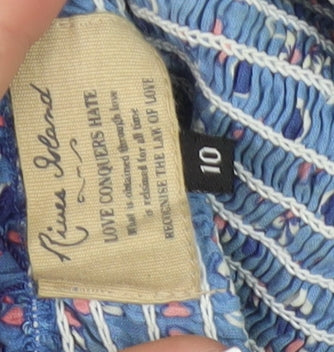 River Island
LOVE CONQUERS HATE
What is obtained through love
is retained for all time
RECOGNISE THE LAW OF LOVE
10